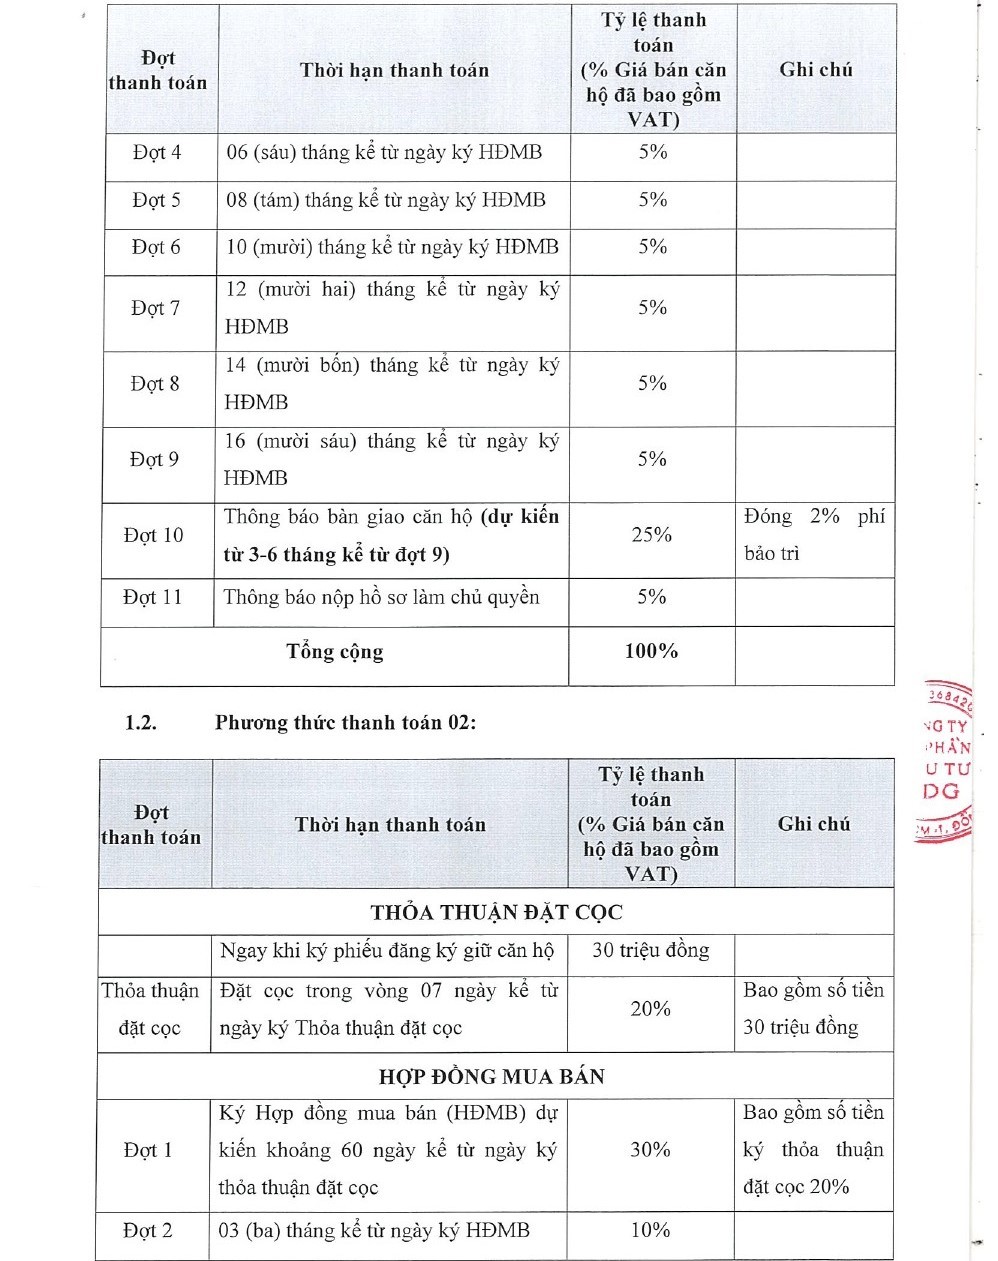 Đợt
thanh toán
Thời hạn thanh toán
Tỷ lệ thanh
toán
(% Giá bán căn
hộ đã bao gồm
VAT)
Ghi chú
Đợt 4
06 (sáu) tháng kể từ ngày ký HĐMB
5%
Đợt 5
08 (tám) tháng kể từ ngày ký HĐMB
5%
Đợt 6
10 (mười) tháng kể từ ngày ký HĐMB
5%
Đợt 7
12 (mười hai) tháng kể từ ngày ký
HĐMB
5%
Đợt 8
14 (mười bốn) tháng kể từ ngày ký
HĐMB
5%
Đợt 9
16 (mười sáu) tháng kể từ ngày ký
HĐMB
5%
Đợt 10
Thông báo bàn giao căn hộ (dự kiến
từ 3-6 tháng kể từ đợt 9)
25%
Đóng 2% phí
bảo trì
Đợt 11
Thông báo nộp hồ sơ làm chủ quyền
5%
Tổng cộng
100%
1.2. Phương thức thanh toán 02:
Đợt
thanh toán
Thời hạn thanh toán
Tỷ lệ thanh
toán
(% Giá bán căn
hộ đã bao gồm
VAT)
Ghi chú
THỎA THUẬN ĐẶT CỌC
Ngay khi ký phiếu đăng ký giữ căn hộ
30 triệu đồng
Thỏa thuận
đặt cọc
Đặt cọc trong vòng 07 ngày kể từ
ngày ký Thỏa thuận đặt cọc
20%
Bao gồm số tiền
30 triệu đồng
HỢP ĐỒNG MUA BÁN
Đợt 1
Ký Hợp đồng mua bán (HĐMB) dự
kiến khoảng 60 ngày kể từ ngày ký
thỏa thuận đặt cọc
30%
Bao gồm số tiền
ký thỏa thuận
đặt cọc 20%
Đợt 2
03 (ba) tháng kể từ ngày ký HĐMB
10%
368426
NG TY
PHẦN
U TƯ
DG